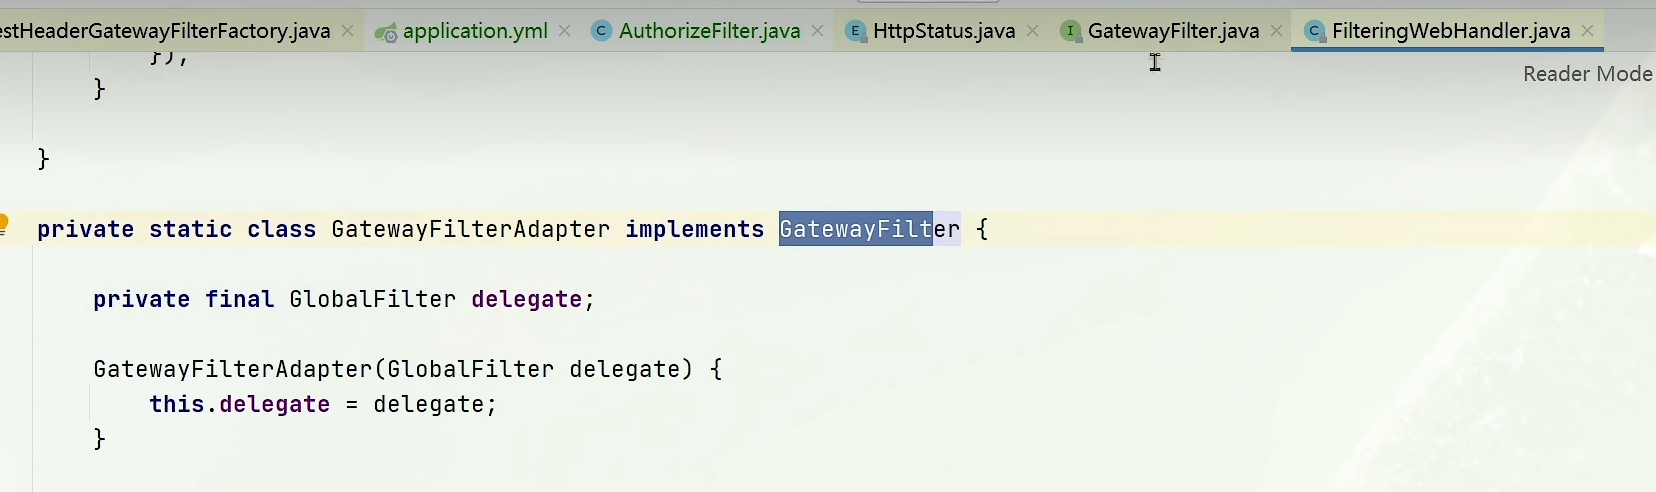 estHeaderGatewayFilterFactory.java application.yml AuthorizeFilter.java HttpStatus.java GatewayFilter.java FilteringWebHandler.java
Reader Mode
});
}
}
private static class GatewayFilterAdapter implements GatewayFilter {
private final GlobalFilter delegate;
GatewayFilterAdapter(GlobalFilter delegate) {
this.delegate = delegate;
}